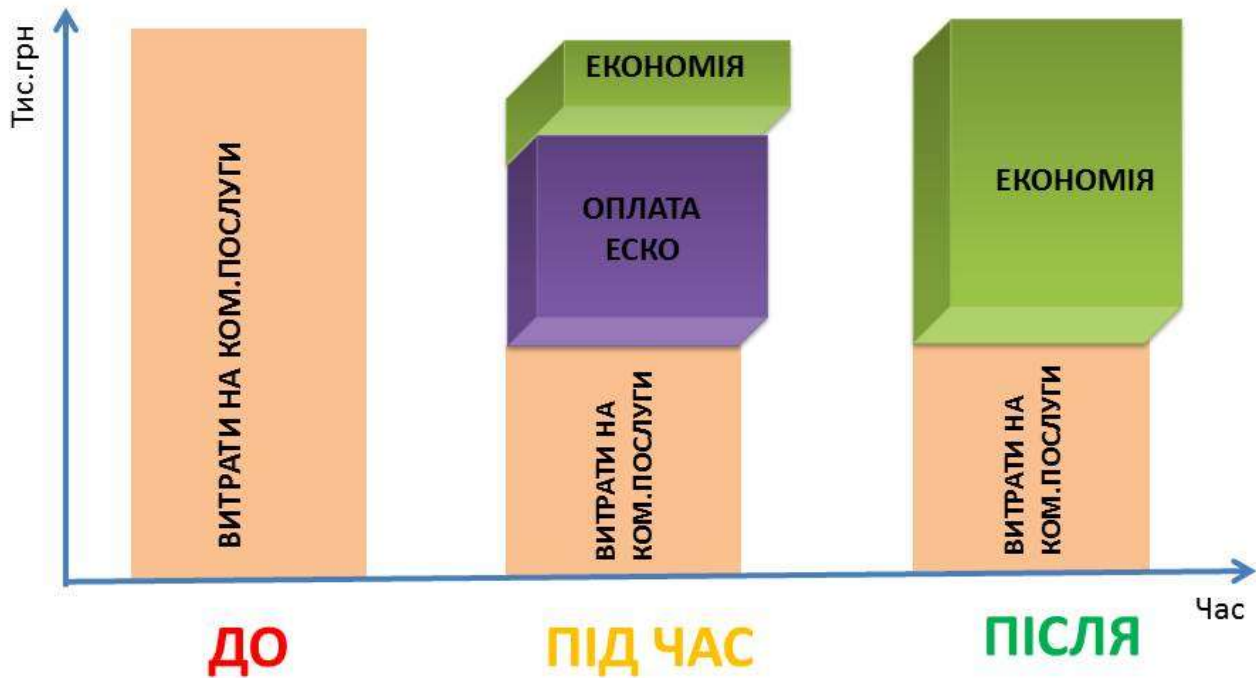 Тис.грн
ВИТРАТИ НА КОМ.ПОСЛУГИ
ЕКОНОМІЯ
ОПЛАТА
ЕСКО
ВИТРАТИ НА
КОМ.ПОСЛУГИ
ЕКОНОМІЯ
ВИТРАТИ НА
КОМ.ПОСЛУГИ
Час
ДО
ПІД ЧАС
ПІСЛЯ